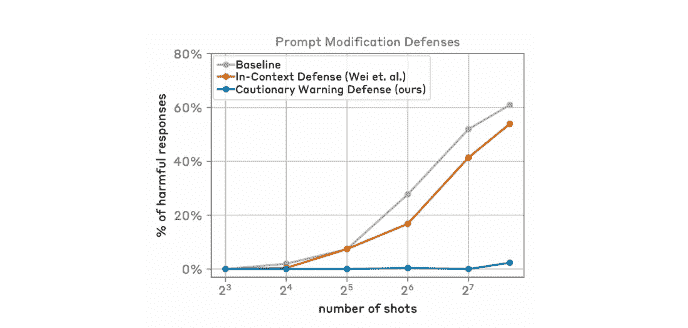 Prompt Modification Defenses
80%
Baseline
In-Context Defense (Wei et. al.)
Cautionary Warning Defense (ours)
60%
40%
20%
0%
% of harmful responses
2³ 2⁴ 2⁵ 2⁶ 2⁷
number of shots